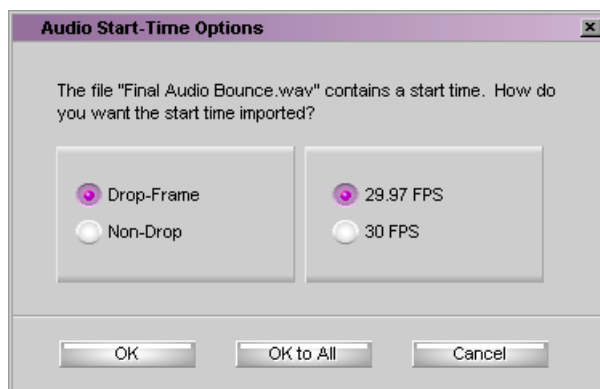 Audio Start-Time Options
The file "Final Audio Bounce.wav" contains a start time.  How do
you want the start time imported?
Drop-Frame
Non-Drop
29.97 FPS
30 FPS
OK
OK to All
Cancel